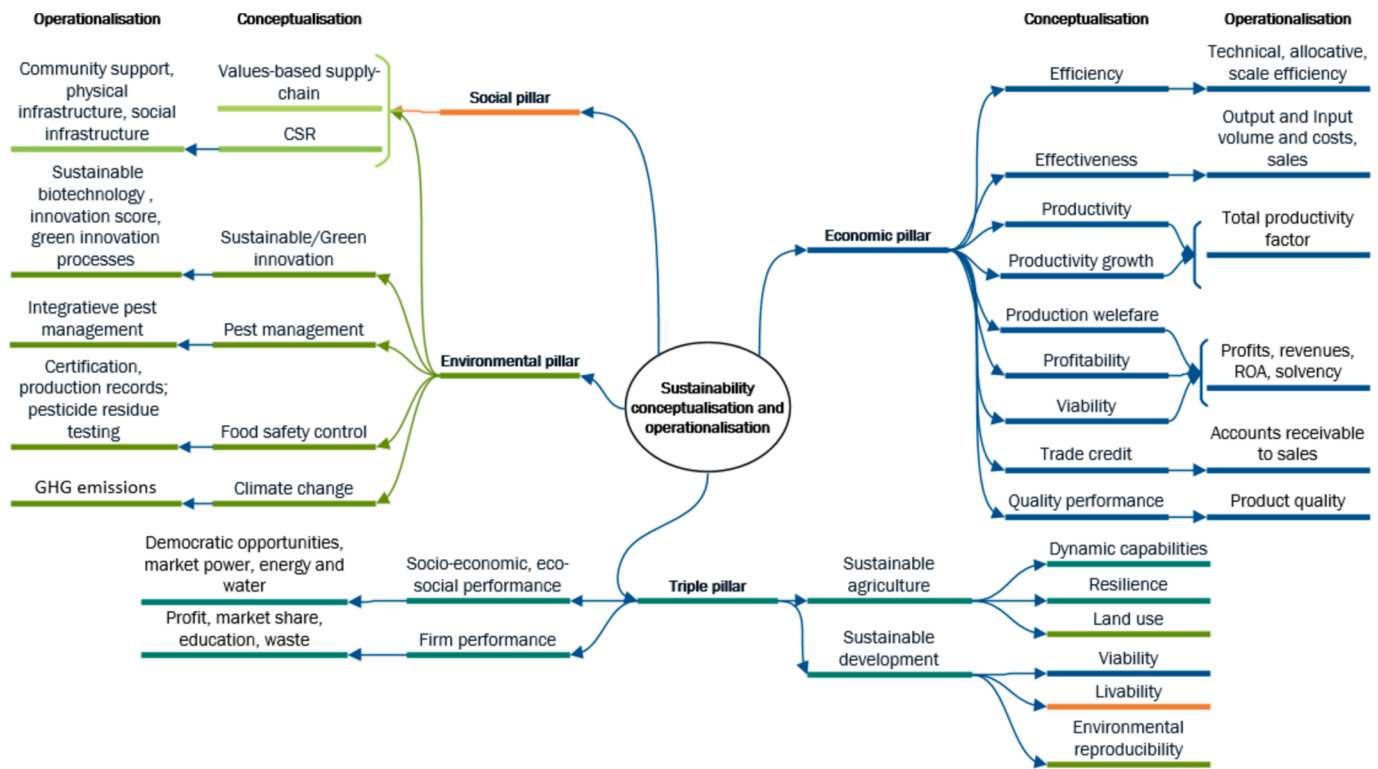 Operationalisation
Conceptualisation
Conceptualisation
Operationalisation
Community support,
physical
infrastructure, social
infrastructure
Values-based supply-
chain
CSR
Social pillar
Sustainable
biotechnology ,
innovation score,
green innovation
processes
Sustainable/Green
innovation
Integratieve pest
management
Pest management
Environmental pillar
Certification,
production records;
pesticide residue
testing
Food safety control
GHG emissions
Climate change
Sustainability
conceptualisation and
operationalisation
Economic pillar
Efficiency
Technical, allocative,
scale efficiency
Effectiveness
Output and Input
volume and costs,
sales
Productivity
Productivity growth
Total productivity
factor
Production welefare
Profitability
Viability
Profits, revenues,
ROA, solvency
Trade credit
Accounts receivable
to sales
Quality performance
Product quality
Democratic opportunities,
market power, energy and
water
Socio-economic, eco-
social performance
Profit, market share,
education, waste
Firm performance
Triple pillar
Sustainable
agriculture
Dynamic capabilities
Resilience
Land use
Sustainable
development
Viability
Livability
Environmental
reproducibility